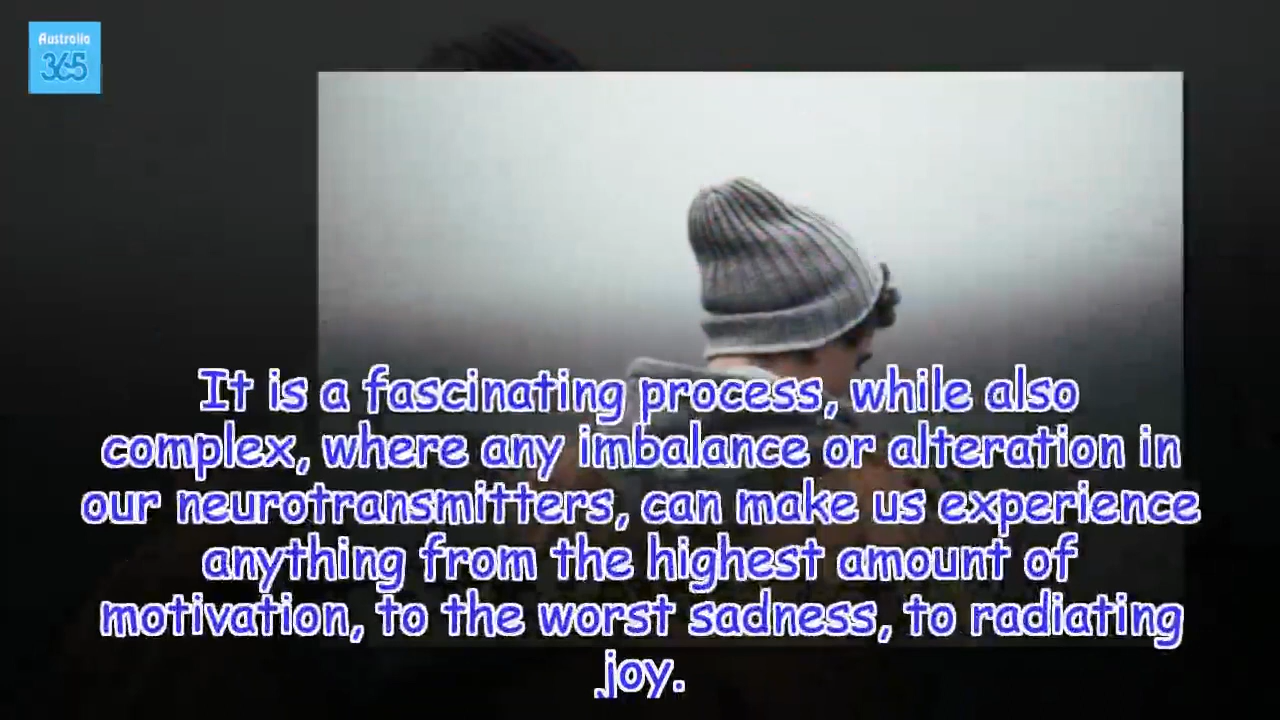 Australia
365
It is a fascinating process, while also
complex, where any imbalance or alteration in
our neurotransmitters, can make us experience
anything from the highest amount of
motivation, to the worst sadness, to radiating
joy.